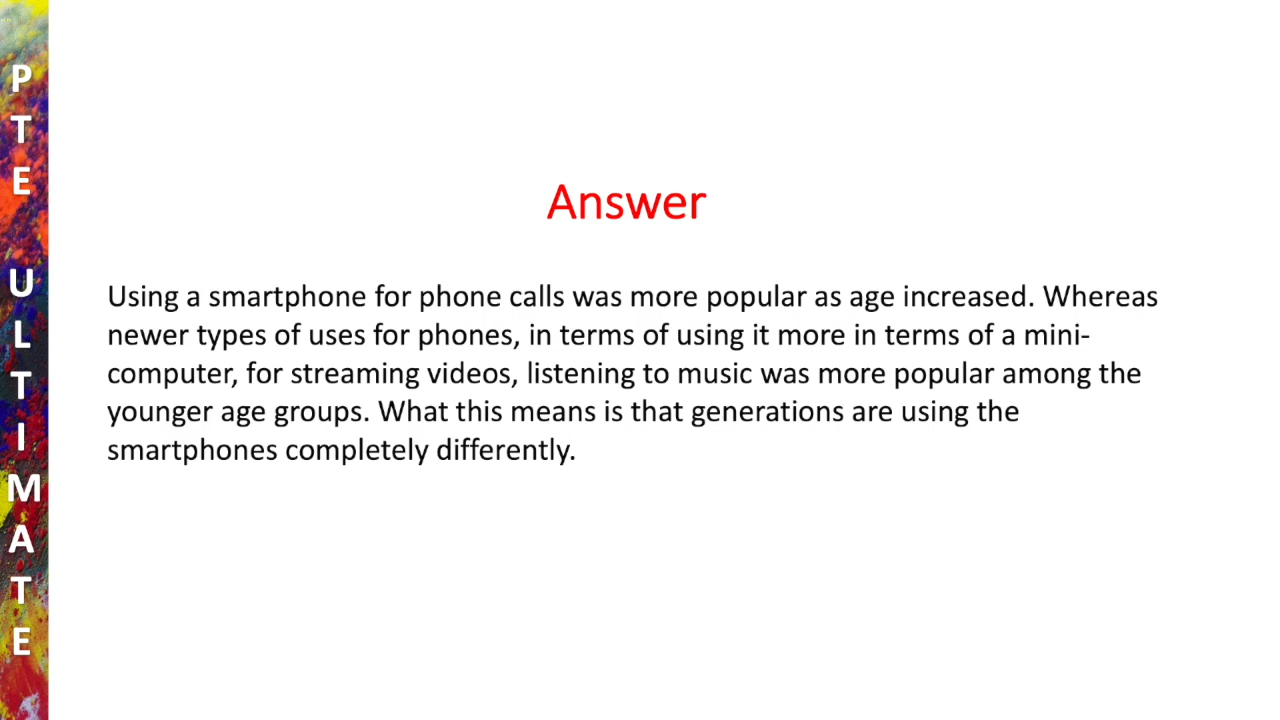 PTE ULTIMATE
Answer
Using a smartphone for phone calls was more popular as age increased. Whereas
newer types of uses for phones, in terms of using it more in terms of a mini-
computer, for streaming videos, listening to music was more popular among the
younger age groups. What this means is that generations are using the
smartphones completely differently.